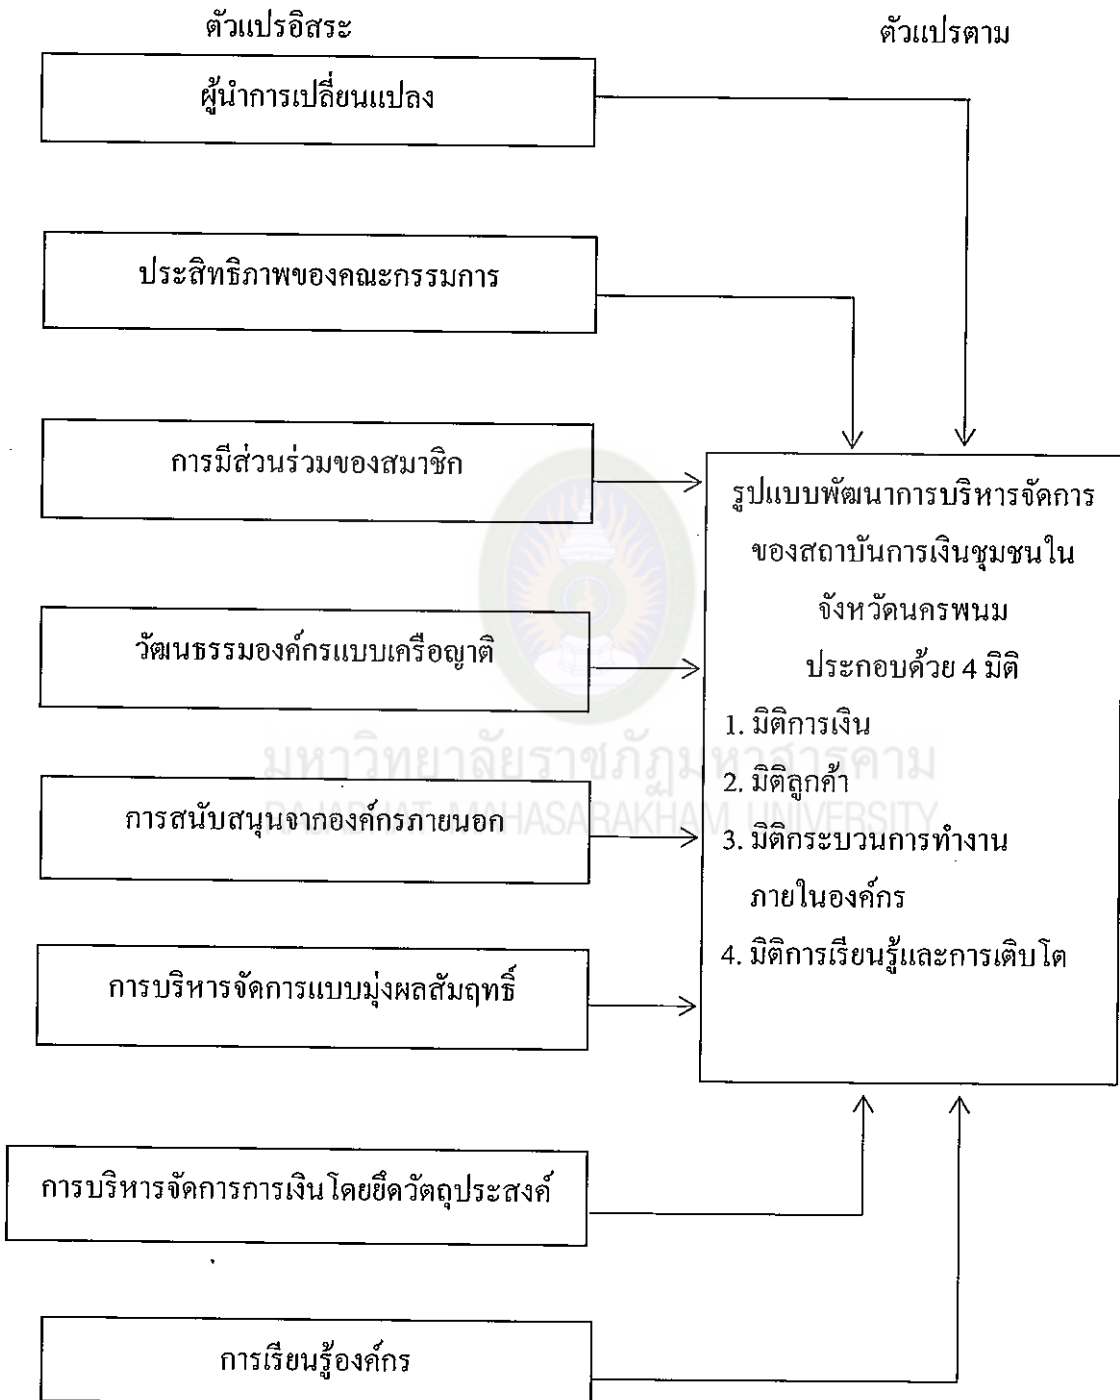 ตัวแปรอิสระ
ตัวแปรตาม
ผู้นำการเปลี่ยนแปลง
ประสิทธิภาพของคณะกรรมการ
การมีส่วนร่วมของสมาชิก
วัฒนธรรมองค์กรแบบเครือญาติ
การสนับสนุนจากองค์กรภายนอก
การบริหารจัดการแบบมุ่งผลสัมฤทธิ์
การบริหารจัดการการเงินโดยยึดวัตถุประสงค์
การเรียนรู้องค์กร
รูปแบบพัฒนาการบริหารจัดการ
ของสถาบันการเงินชุมชนใน
จังหวัดนครพนม
ประกอบด้วย 4 มิติ
1. มิติการเงิน
2. มิติลูกค้า
3. มิติกระบวนการทำงาน
ภายในองค์กร
4. มิติการเรียนรู้และการเติบโต
มหาวิทยาลัยราชภัฏมหาสารคาม
RAJABHAT MAHASARAKHAM UNIVERSITY